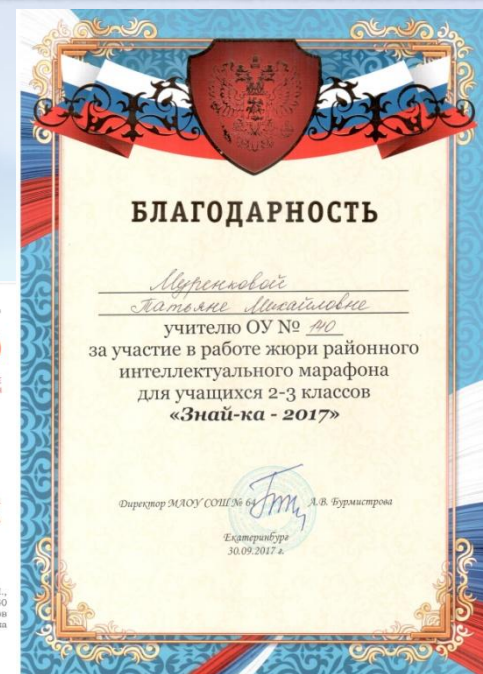 БЛАГОДАРНОСТЬ
Муренковой
Татьяне Михайловне
учителю ОУ № 140
за участие в работе жюри районного
интеллектуального марафона
для учащихся 2-3 классов
«Знай-ка - 2017»
Директор МАОУ СОШ № 64 А.В. Бурмистрова
Екатеринбург
30.09.2017 г.